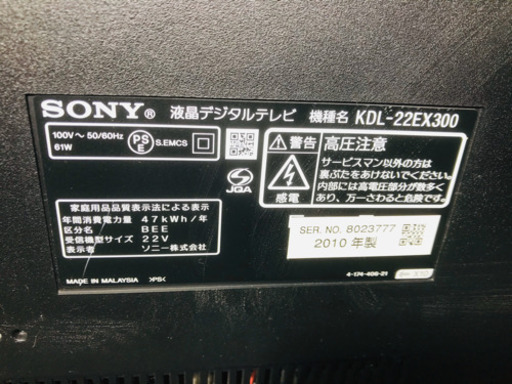 SONY® 液晶デジタルテレビ 機種名 KDL-22EX300
100V～ 50/60Hz
61W
PS
E
S.EMCS
JQA
警告 高圧注意
サービスマン以外の方は
裏ぶたをあけないでください。
内部には高電圧部分が数多く
あり、万一さわると危険です。
感電
家庭用品品質表示法による表示
年間消費電力量 47kWh/年
区分名 BEE
受信機型サイズ 22V
表示者 ソニー株式会社
SER. NO. 8023777
2010 年製
MADE IN MALAYSIA >PS<
4-174-408-21